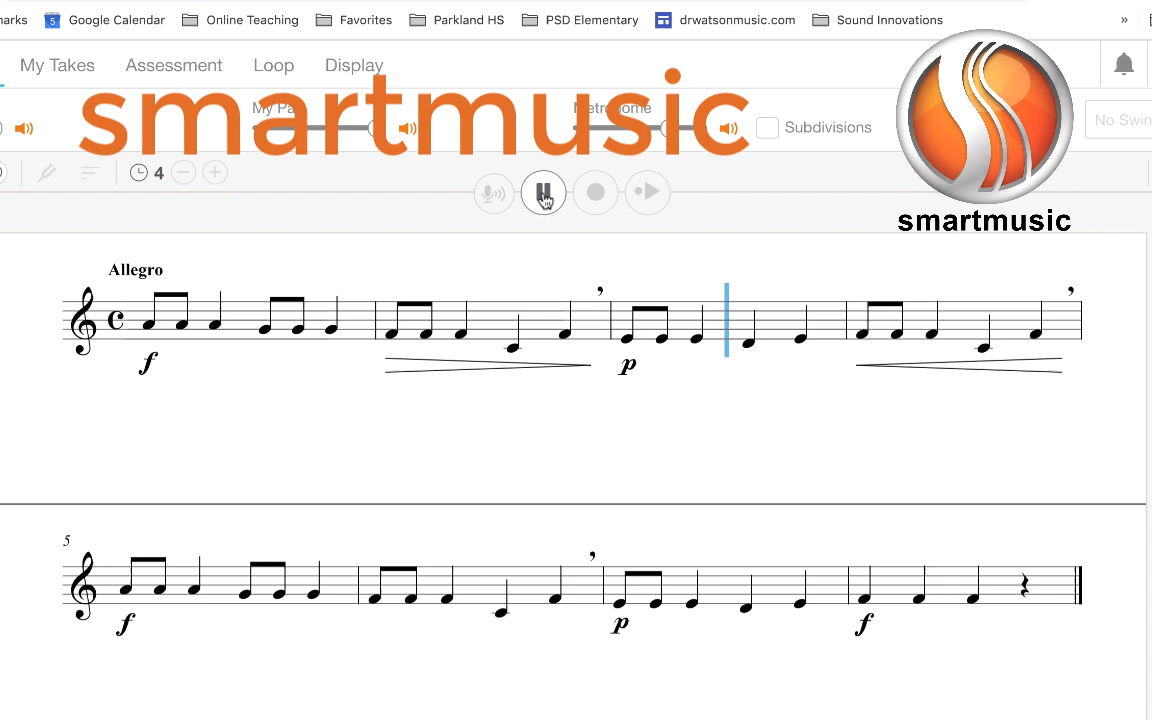 arks Google Calendar Online Teaching Favorites Parkland HS PSD Elementary drwatsonmusic.com Sound Innovations »
My Takes Assessment Loop Display
smartmusic
My Pa Metronome Subdivisions No Swin
4
smartmusic
Allegro
f p
5
f p f